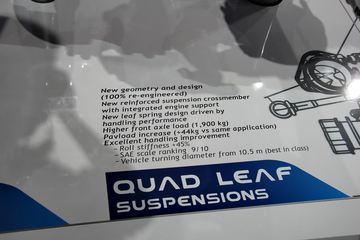 New geometry and design
(100% re-engineered)
New reinforced suspension crossmember
with integrated engine support
New leaf spring design driven by
handling performance
Higher front axle load (1,900 kg)
Payload increase (+44kg vs same application)
Excellent handling improvement
- Roll stiffness +45%
- SAE scale ranking 9/10
- Vehicle turning diameter from 10.5 m (best in class)
QUAD LEAF
SUSPENSIONS